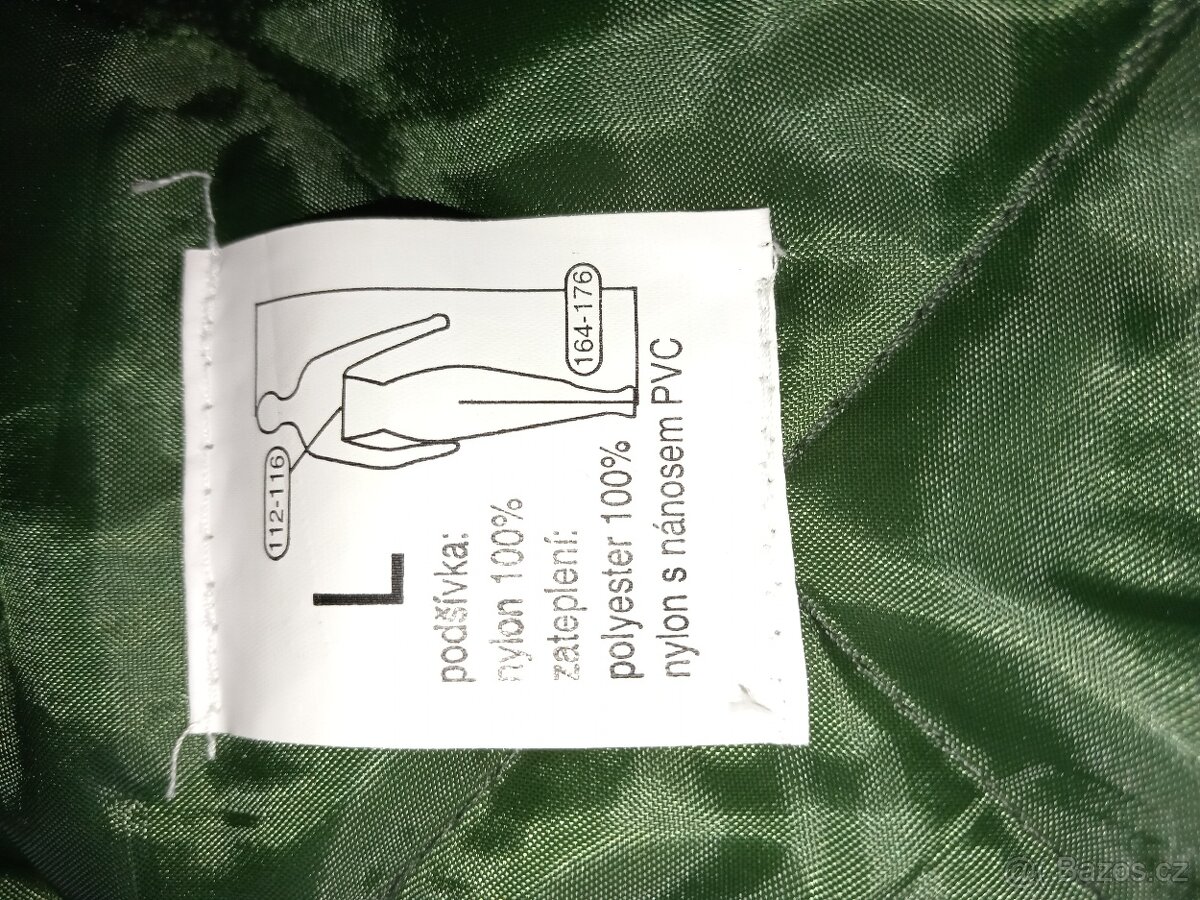 112-116
164-176
L
podšívka:
nylon 100%
zateplení:
polyester 100%
nylon s nánosem PVC
@ Bazos.cz